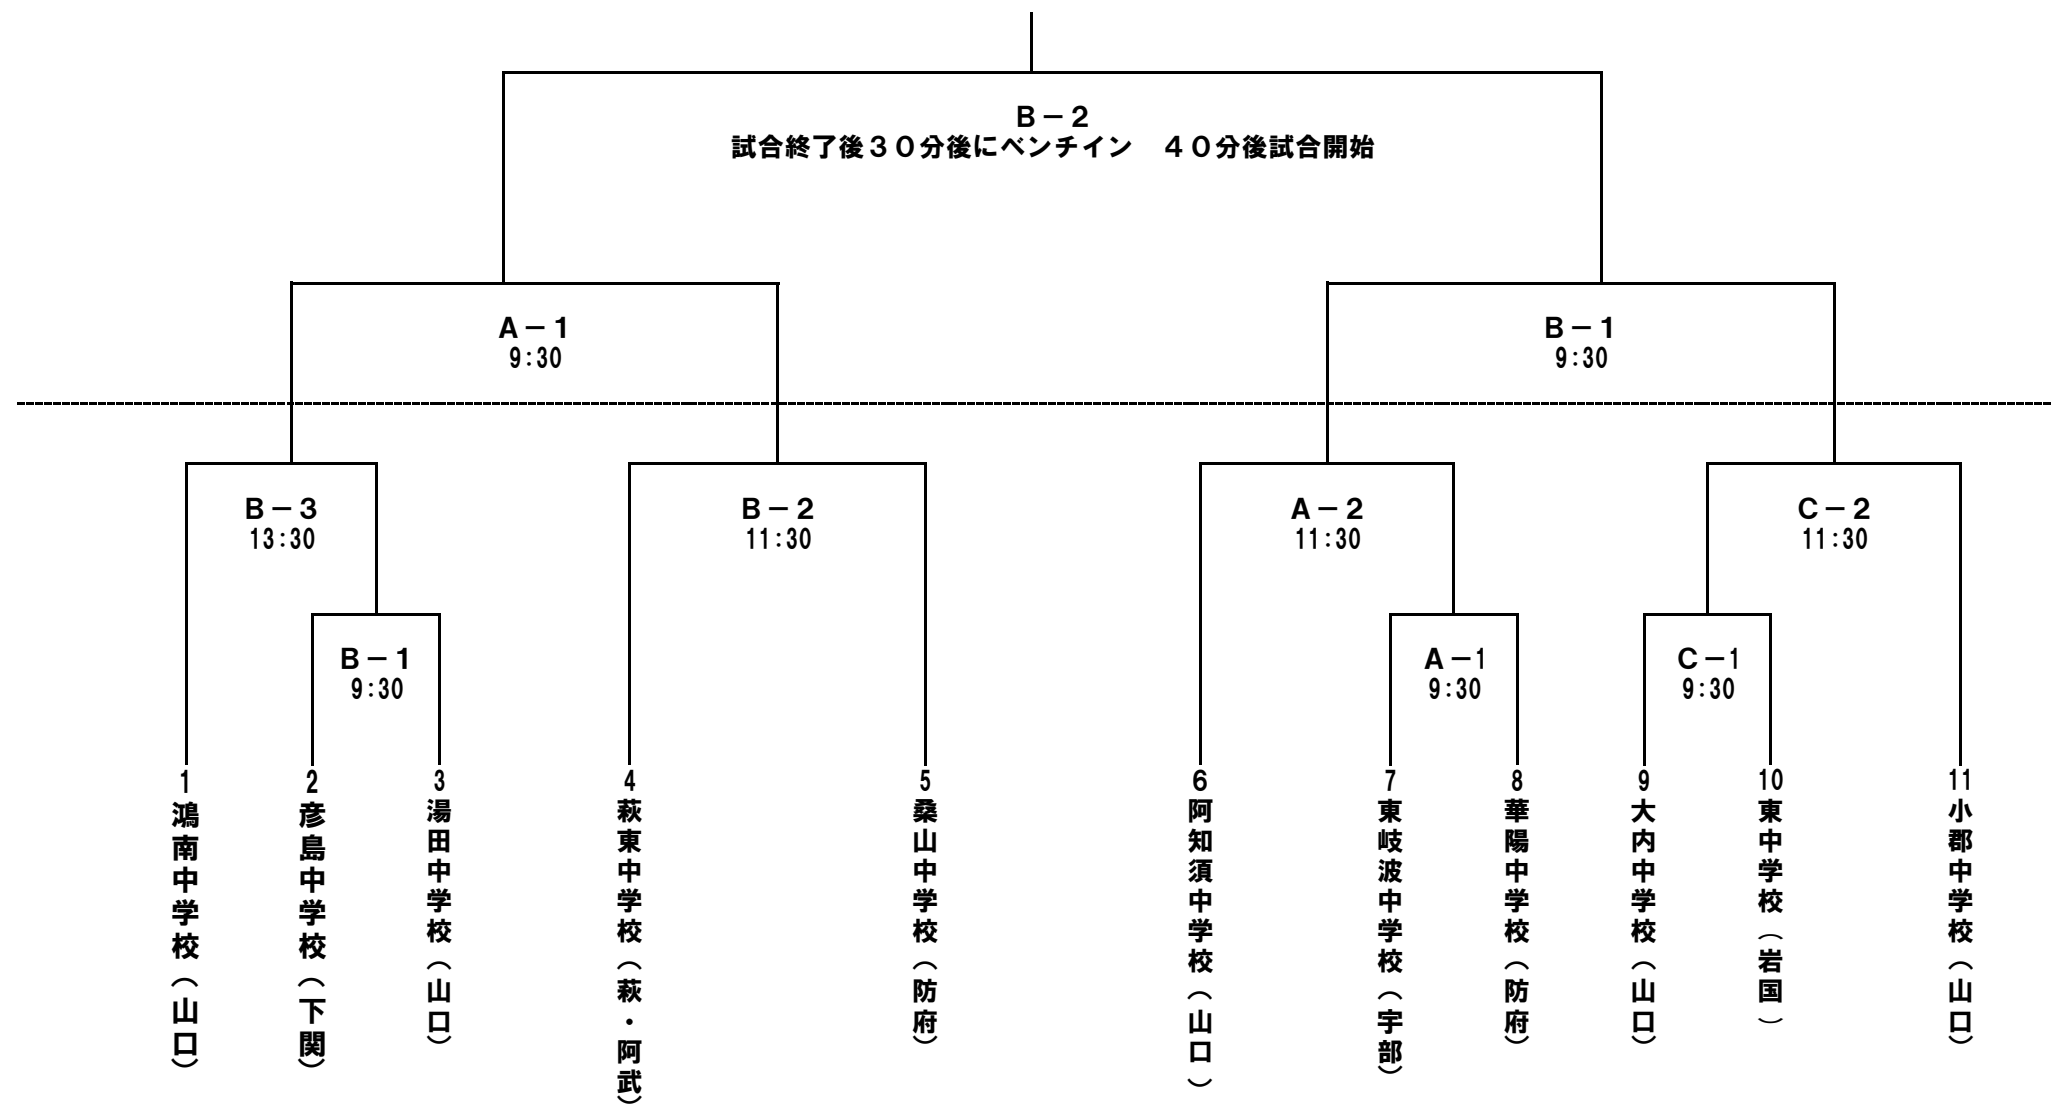 B－2
試合終了後３０分後にベンチイン　４０分後試合開始
A－1
9:30
B－1
9:30
B－3
13:30
B－2
11:30
A－2
11:30
C－2
11:30
B－1
9:30
A－1
9:30
C－1
9:30
1 鴻南中学校（山口）
2 彦島中学校（下関）
3 湯田中学校（山口）
4 萩東中学校（萩・阿武）
5 桑山中学校（防府）
6 阿知須中学校（山口）
7 東岐波中学校（宇部）
8 華陽中学校（防府）
9 大内中学校（山口）
10 東中学校（岩国）
11 小郡中学校（山口）